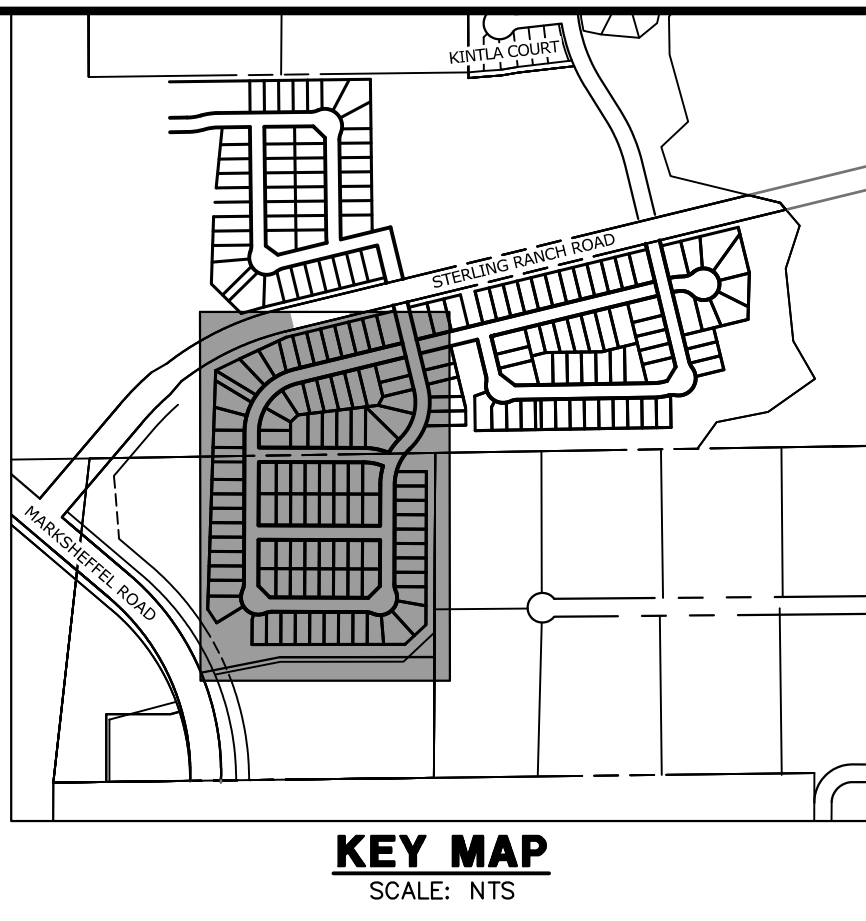 KINTLA COURT
STERLING RANCH ROAD
MARKSHEFFEL ROAD
KEY MAP
SCALE: NTS